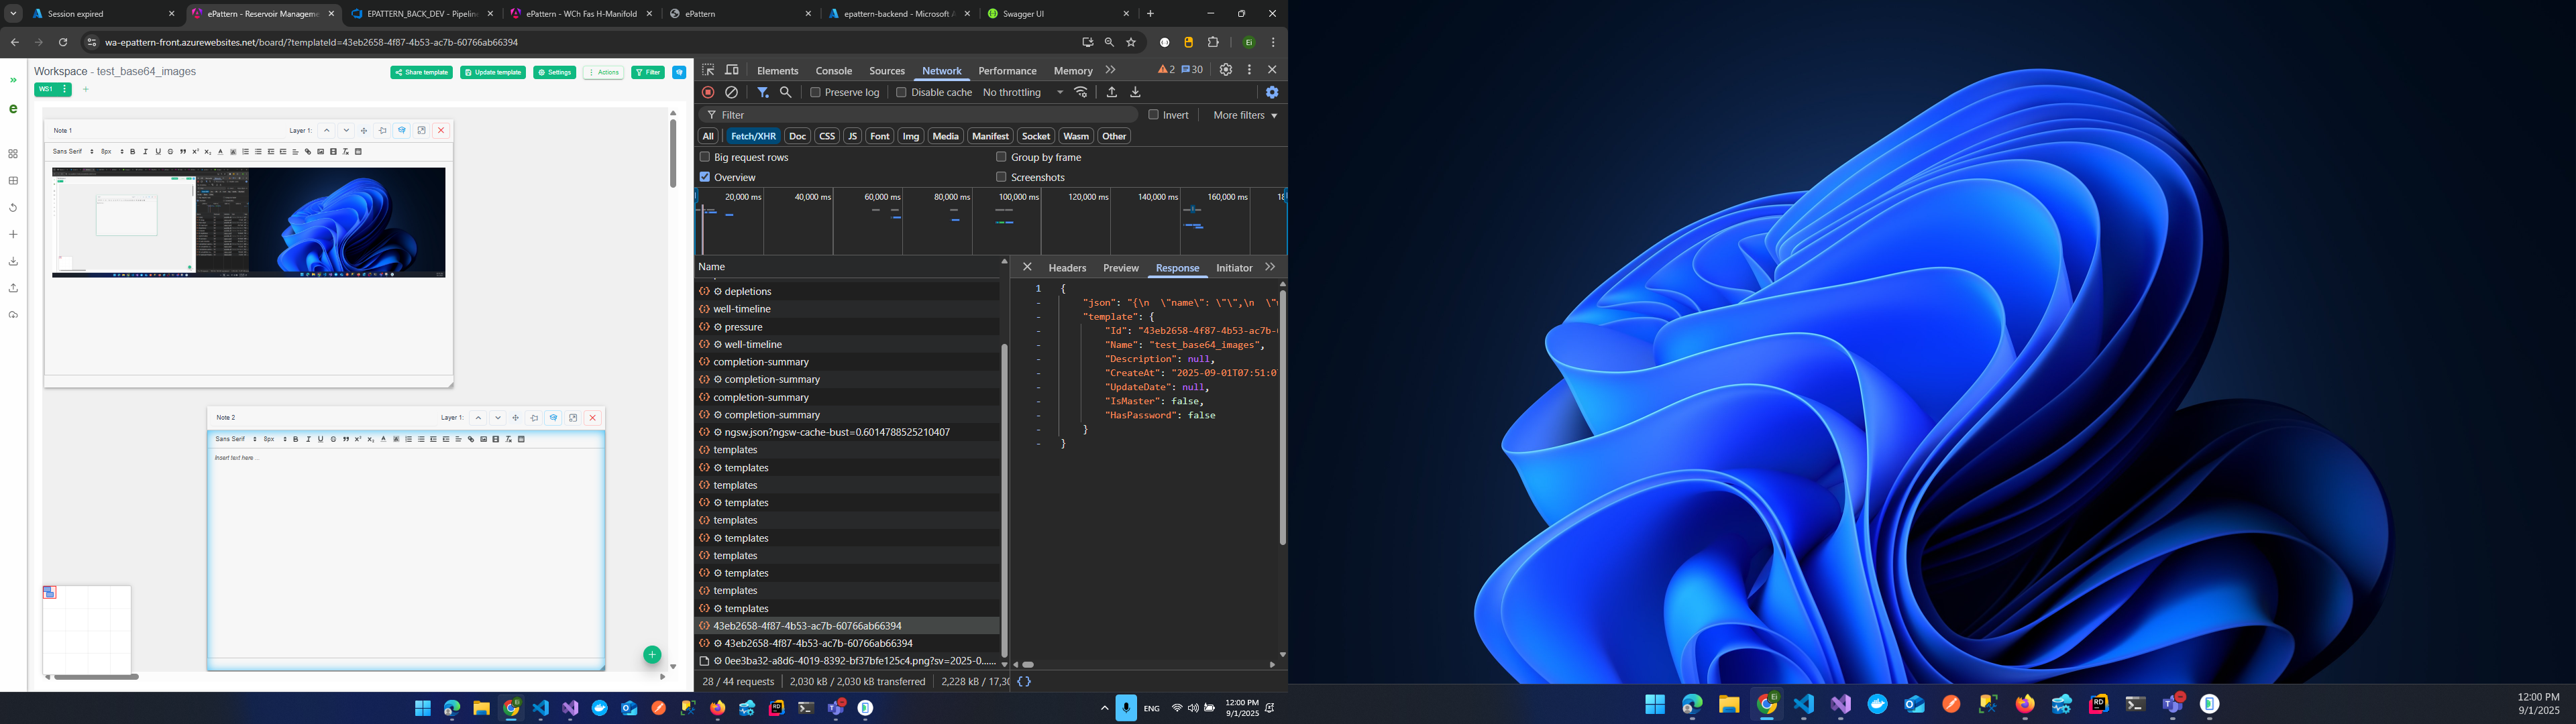 Session expired
ePattern - Reservoir Manageme
EPATTERN_BACK_DEV - Pipelin
ePattern - WCh Fas H-Manifold
ePattern
epattern-backend - Microsoft A
Swagger UI
wa-epattern-front.azurewebsites.net/board/?templateId=43eb2658-4f87-4b53-ac7b-60766ab66394
Ei
Workspace - test_base64_images
Share template
Update template
Settings
Actions
Filter
WS1
e
Note 1
Layer 1:
Sans Serif
8px
Note 2
Layer 1:
Sans Serif
8px
Insert text here ...
Elements
Console
Sources
Network
Performance
Memory
2
30
Preserve log
Disable cache
No throttling
Filter
Invert
More filters
All
Fetch/XHR
Doc
CSS
JS
Font
Img
Media
Manifest
Socket
Wasm
Other
Big request rows
Group by frame
Overview
Screenshots
20,000 ms
40,000 ms
60,000 ms
80,000 ms
100,000 ms
120,000 ms
140,000 ms
160,000 ms
18
Name
depletions
well-timeline
pressure
well-timeline
completion-summary
completion-summary
completion-summary
completion-summary
ngsw.json?ngsw-cache-bust=0.6014788525210407
templates
templates
templates
templates
templates
templates
templates
templates
templates
templates
43eb2658-4f87-4b53-ac7b-60766ab66394
43eb2658-4f87-4b53-ac7b-60766ab66394
0ee3ba32-a8d6-4019-8392-bf37bfe125c4.png?sv=2025-0......
28 / 44 requests
2,030 kB / 2,030 kB transferred
2,228 kB / 17,30
Headers
Preview
Response
Initiator
1 {
"json": "{\n \"name\": \"\",\n \"
"template": {
"Id": "43eb2658-4f87-4b53-ac7b-
"Name": "test_base64_images",
"Description": null,
"CreateAt": "2025-09-01T07:51:0
"UpdateDate": null,
"IsMaster": false,
"HasPassword": false
}
}
ENG
12:00 PM
9/1/2025
12:00 PM
9/1/2025